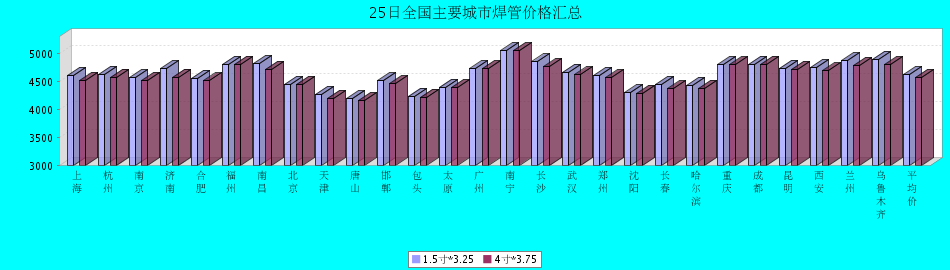 25日全国主要城市焊管价格汇总
5000
4500
4000
3500
3000
上海
杭州
南京
济南
合肥
福州
南昌
北京
天津
唐山
邯郸
包头
太原
广州
南宁
长沙
武汉
郑州
沈阳
长春
哈尔滨
重庆
成都
昆明
西安
兰州
乌鲁木齐
平均价
1.5寸*3.25
4寸*3.75